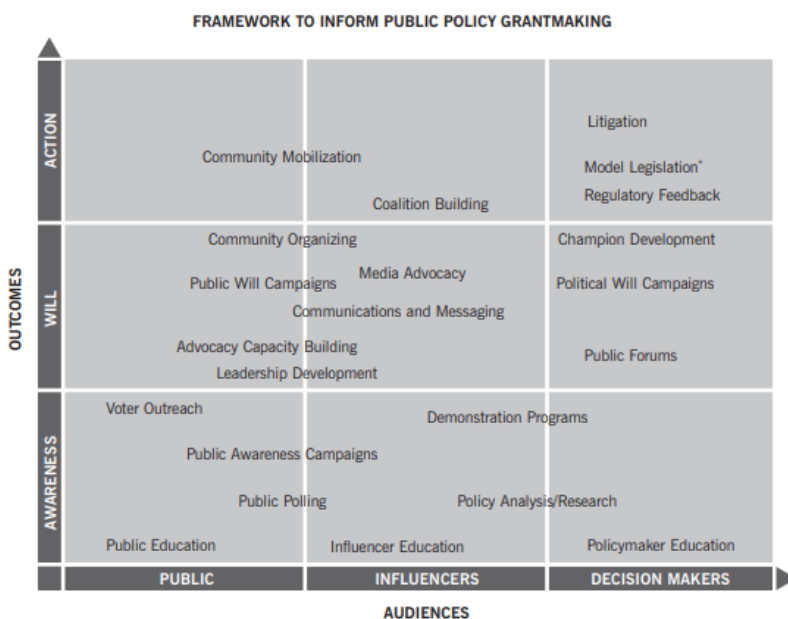 FRAMEWORK TO INFORM PUBLIC POLICY GRANTMAKING
OUTCOMES
ACTION
Litigation
Community Mobilization
Model Legislation*
Regulatory Feedback
Coalition Building
WILL
Community Organizing
Champion Development
Media Advocacy
Public Will Campaigns
Political Will Campaigns
Communications and Messaging
Advocacy Capacity Building
Public Forums
Leadership Development
AWARENESS
Voter Outreach
Demonstration Programs
Public Awareness Campaigns
Public Polling
Policy Analysis/Research
Public Education
Influencer Education
Policymaker Education
PUBLIC
INFLUENCERS
DECISION MAKERS
AUDIENCES